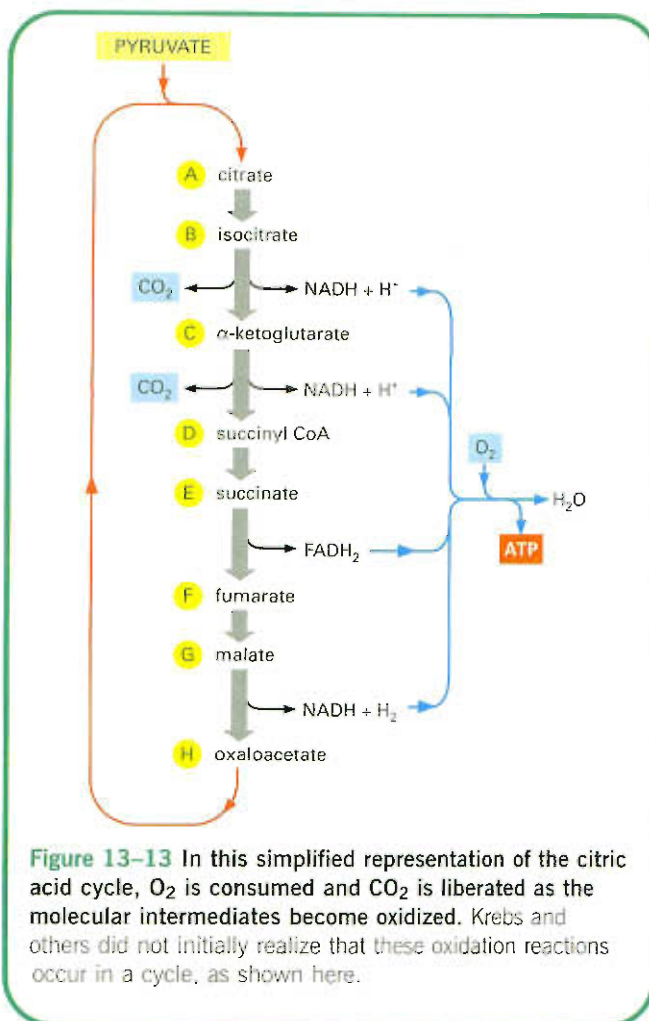 PYRUVATE
A citrate
B isocitrate
CO₂ NADH + H⁺
C α-ketoglutarate
CO₂ NADH + H⁺
D succinyl CoA
O₂
E succinate
H₂O
FADH₂
ATP
F fumarate
G malate
NADH + H₂
H oxaloacetate
Figure 13–13 In this simplified representation of the citric
acid cycle, O₂ is consumed and CO₂ is liberated as the
molecular intermediates become oxidized. Krebs and
others did not initially realize that these oxidation reactions
occur in a cycle, as shown here.